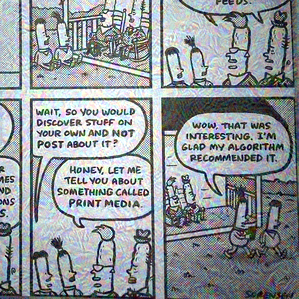 FEEDS.
WAIT, SO YOU WOULD
DISCOVER STUFF ON
YOUR OWN AND NOT
POST ABOUT IT?
HONEY, LET ME
TELL YOU ABOUT
SOMETHING CALLED
PRINT MEDIA.
WOW, THAT WAS
INTERESTING. I'M
GLAD MY ALGORITHM
RECOMMENDED IT.